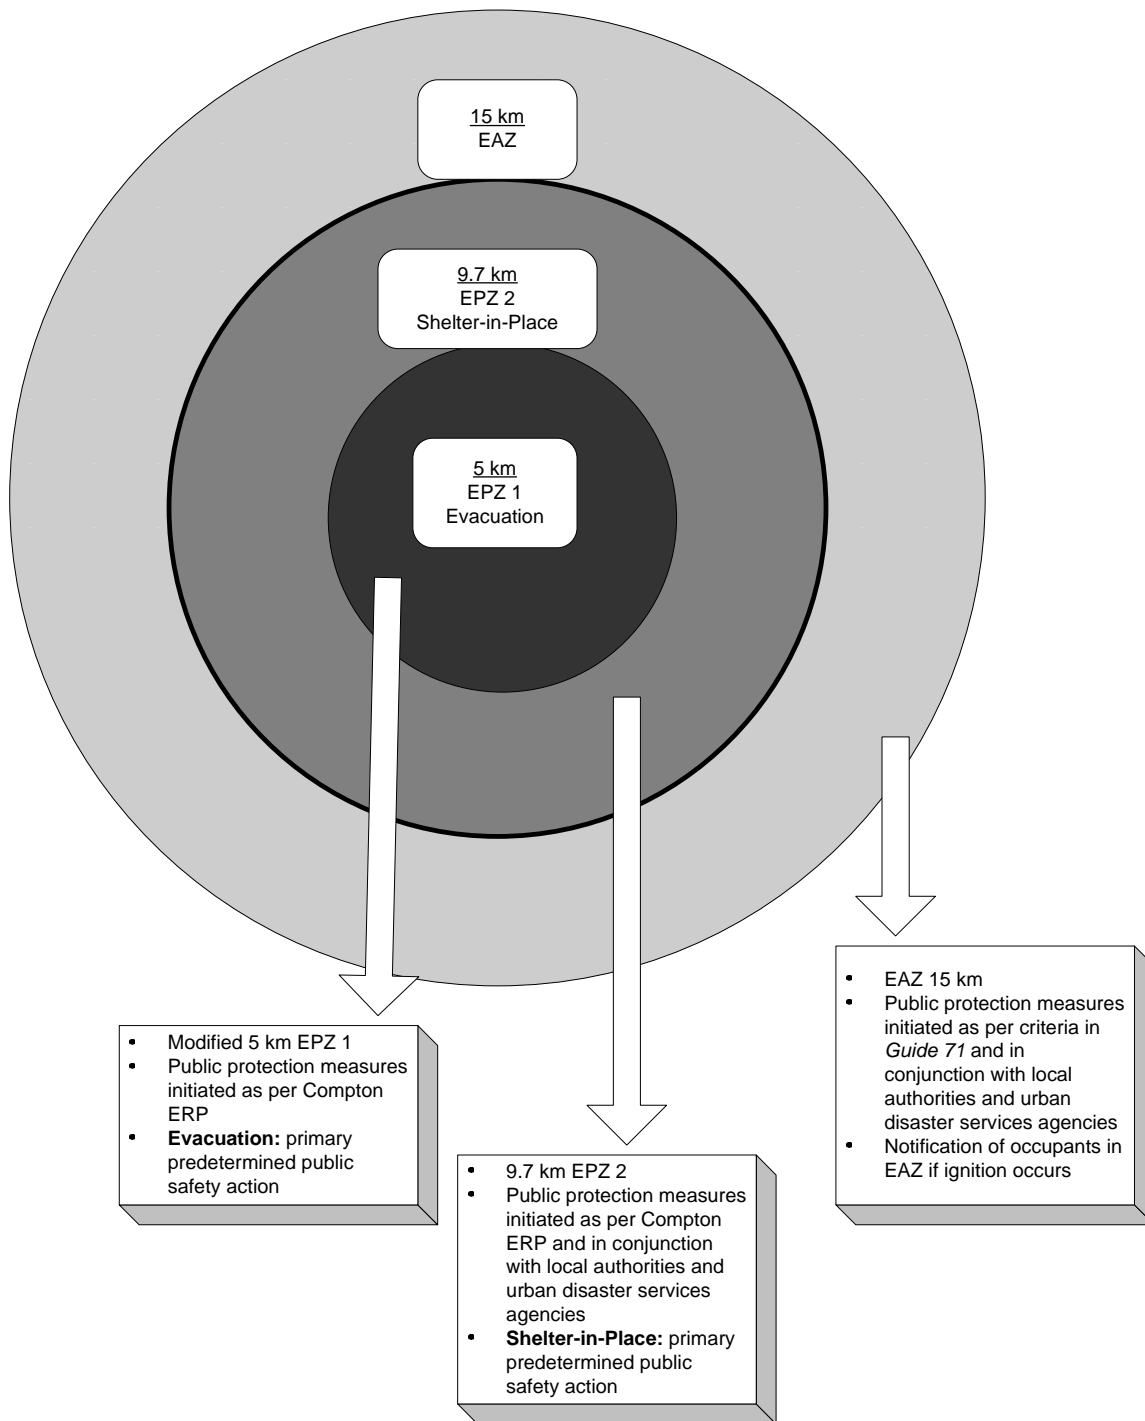 15 km
EAZ
9.7 km
EPZ 2
Shelter-in-Place
5 km
EPZ 1
Evacuation
▪ Modified 5 km EPZ 1
▪ Public protection measures
initiated as per Compton
ERP
▪ Evacuation: primary
predetermined public
safety action
▪ 9.7 km EPZ 2
▪ Public protection measures
initiated as per Compton
ERP and in conjunction
with local authorities and
urban disaster services
agencies
▪ Shelter-in-Place: primary
predetermined public
safety action
▪ EAZ 15 km
▪ Public protection measures
initiated as per criteria in
Guide 71 and in
conjunction with local
authorities and urban
disaster services agencies
▪ Notification of occupants in
EAZ if ignition occurs